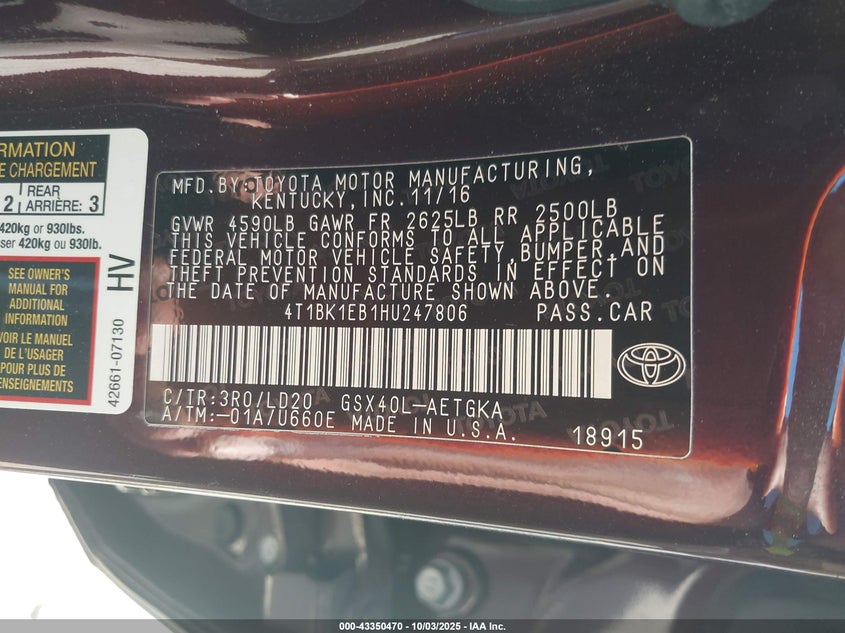 RMATION
E CHARGEMENT
2 REAR ARRIÈRE: 3
420kg or 930lbs.
ser 420kg ou 930lb.
SEE OWNER'S
MANUAL FOR
ADDITIONAL
INFORMATION
VOIR LE MANUEL
DE L'USAGER
POUR PLUS DE
RENSEIGNEMENTS
HV
42661-07130
MFD.BY:TOYOTA MOTOR MANUFACTURING,
KENTUCKY,INC.11/16
GVWR 4590LB GAWR FR 2625LB RR 2500LB
THIS VEHICLE CONFORMS TO ALL APPLICABLE
FEDERAL MOTOR VEHICLE SAFETY,BUMPER,AND
THEFT PREVENTION STANDARDS IN EFFECT ON
THE DATE OF MANUFACTURE SHOWN ABOVE.
4T1BK1EB1HU247806 PASS.CAR
C/TR:3R0/LD20 GSX40L-AETGKA
A/TM:-01A/U660E MADE IN U.S.A. 18915
000-43350470 • 10/03/2025 • IAA Inc.